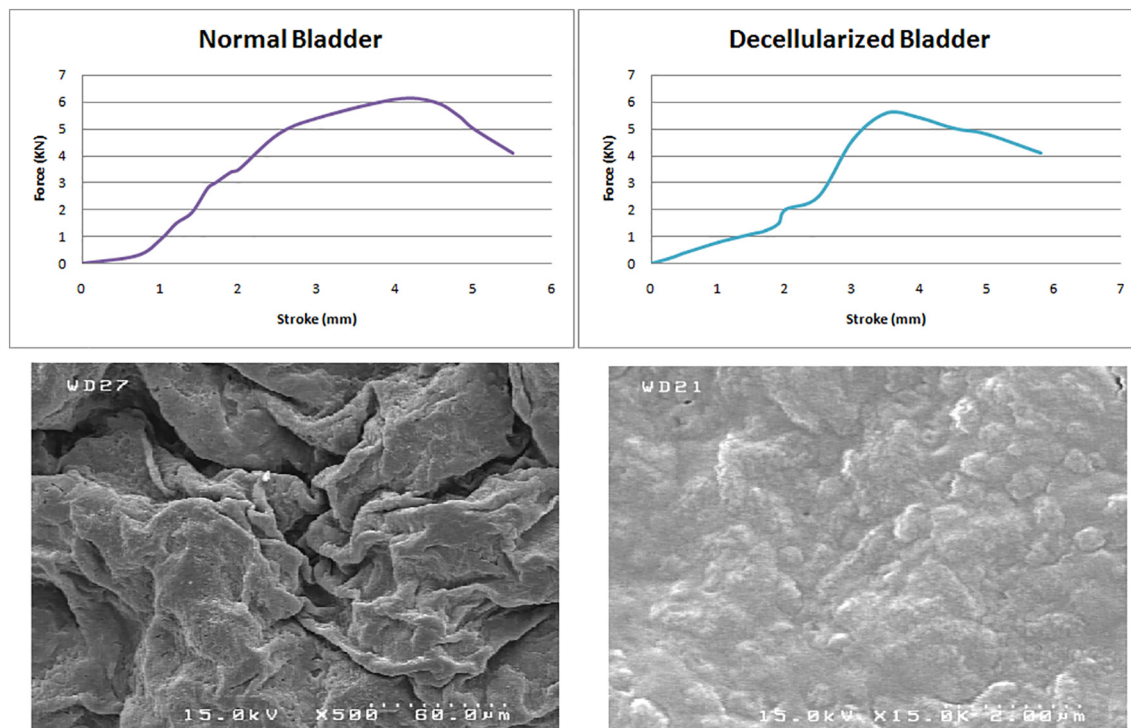 Normal Bladder
7
6
5
4
3
2
1
0
Force (KN)
0 1 2 3 4 5 6
Stroke (mm)
Decellularized Bladder
7
6
5
4
3
2
1
0
Force (KN)
0 1 2 3 4 5 6 7
Stroke (mm)
WD27
15.0kV X500 60.0µm
WD21
15.0kV X15.0K 2.00µm